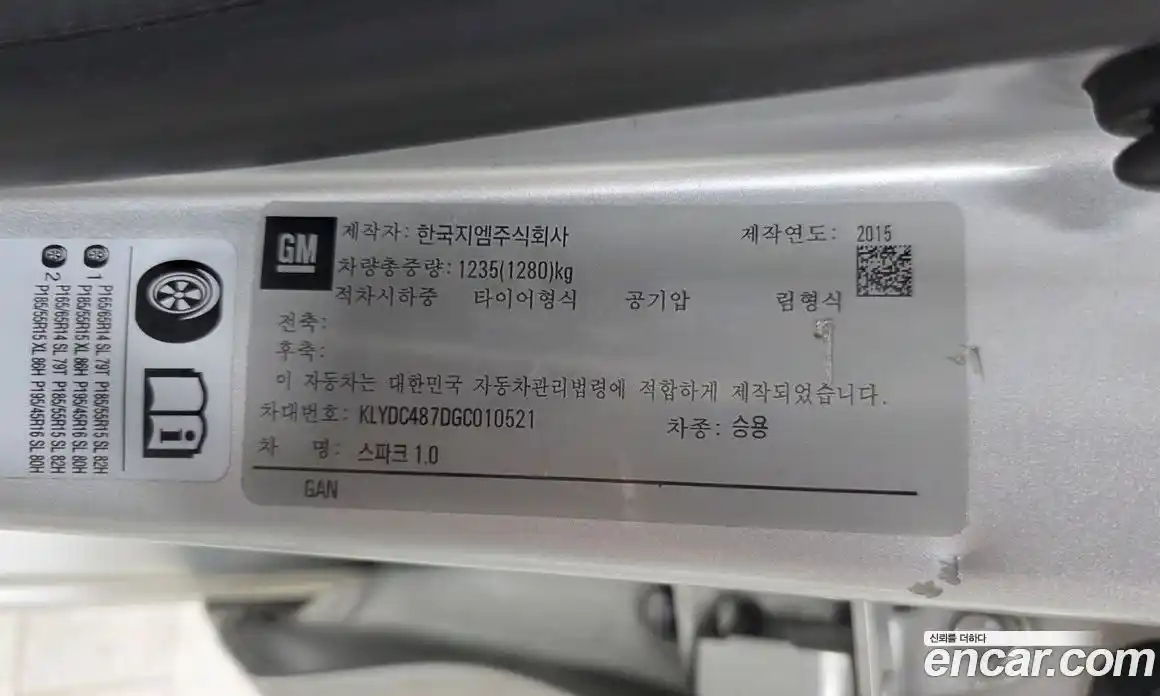 GM
제작자: 한국지엠주식회사 제작연도: 2015
차량총중량: 1235(1280)kg
적차시하중 타이어형식 공기압 림형식
전축:
후축:
이 자동차는 대한민국 자동차관리법령에 적합하게 제작되었습니다.
차대번호: KLYDC487DGC010521 차종: 승용
차 명: 스파크 1.0
GAN
1 P165/65R14 SL 79T P185/55R15 SL 82H
P185/55R15 XL 86H P195/45R16 SL 80H
2 P165/65R14 SL 79T P185/55R15 SL 82H
P185/55R15 XL 86H P195/45R16 SL 80H
신뢰를 더하다
encar.com